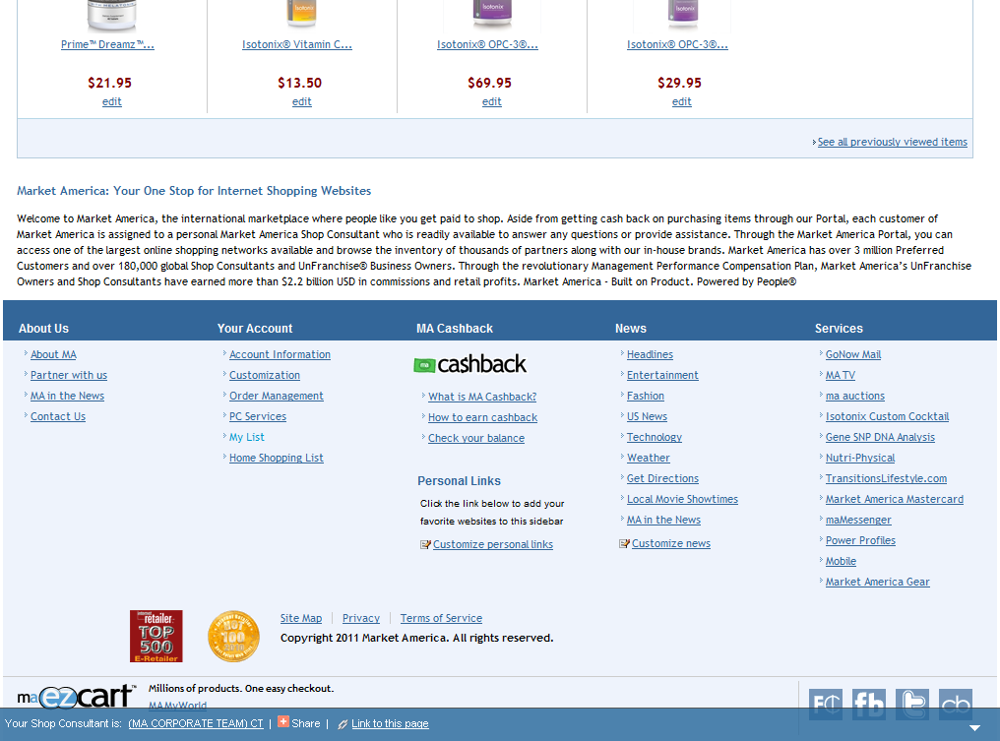 Prime™ Dreamz™... Isotonix® Vitamin C... Isotonix® OPC-3®... Isotonix® OPC-3®...
$21.95 $13.50 $69.95 $29.95
edit edit edit edit
See all previously viewed items
Market America: Your One Stop for Internet Shopping Websites
Welcome to Market America, the international marketplace where people like you get paid to shop. Aside from getting cash back on purchasing items through our Portal, each customer of
Market America is assigned to a personal Market America Shop Consultant who is readily available to answer any questions or provide assistance. Through the Market America Portal, you can
access one of the largest online shopping networks available and browse the inventory of thousands of partners along with our in-house brands. Market America has over 3 million Preferred
Customers and over 180,000 global Shop Consultants and UnFranchise® Business Owners. Through the revolutionary Management Performance Compensation Plan, Market America's UnFranchise
Owners and Shop Consultants have earned more than $2.2 billion USD in commissions and retail profits. Market America - Built on Product. Powered by People®
About Us
About MA
Partner with us
MA in the News
Contact Us
Your Account
Account Information
Customization
Order Management
PC Services
My List
Home Shopping List
MA Cashback
ma cashback
What is MA Cashback?
How to earn cashback
Check your balance
Personal Links
Click the link below to add your
favorite websites to this sidebar
Customize personal links
News
Headlines
Entertainment
Fashion
US News
Technology
Weather
Get Directions
Local Movie Showtimes
MA in the News
Customize news
Services
GoNow Mail
MA TV
ma auctions
Isotonix Custom Cocktail
Gene SNP DNA Analysis
Nutri-Physical
TransitionsLifestyle.com
Market America Mastercard
maMessenger
Power Profiles
Mobile
Market America Gear
internet
retailer
TOP
500
E-Retailer
HOT
100
Site Map | Privacy | Terms of Service
Copyright 2011 Market America. All rights reserved.
ma ezcart™
Millions of products. One easy checkout.
MAMyWorld
FC fb t cb
Your Shop Consultant is: (MA CORPORATE TEAM) CT | Share | Link to this page